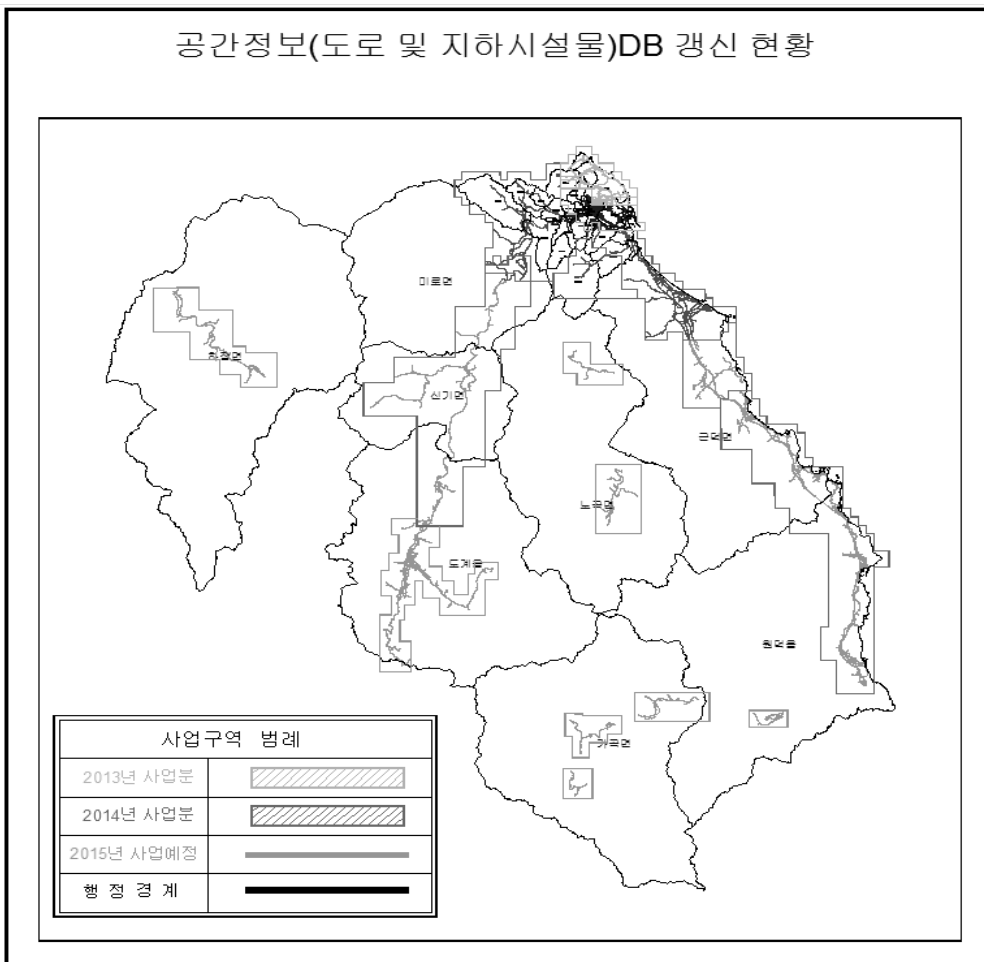 공간정보(도로 및 지하시설물)DB 갱신 현황
미로면
하장면
신기면
근덕면
노곡면
도계읍
원덕읍
가곡면
사업구역 범례
2013년 사업분
2014년 사업분
2015년 사업예정
행 정 경 계